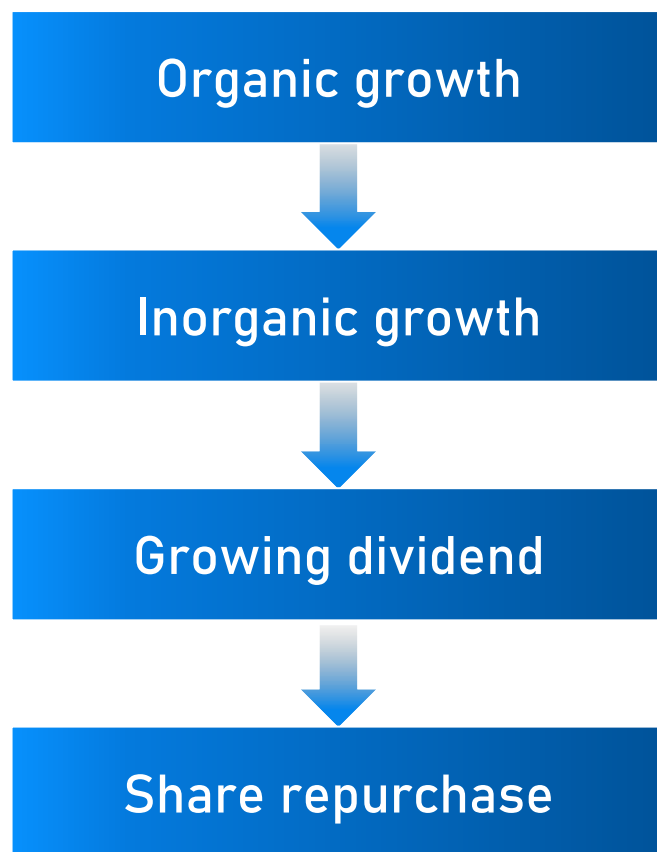 Organic growth
Inorganic growth
Growing dividend
Share repurchase